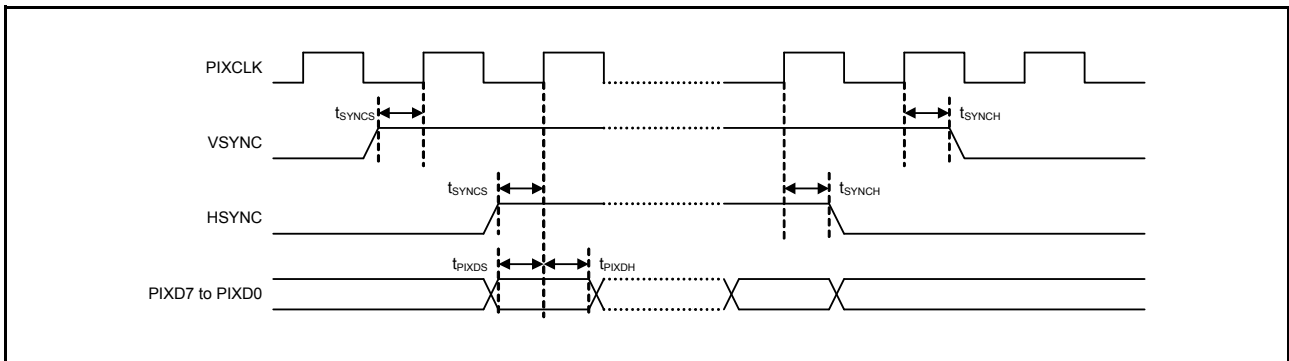 PIXCLK
tSYNCS
tSYNCH
VSYNC
tSYNCS
tSYNCH
HSYNC
tPIXDS
tPIXDH
PIXD7 to PIXD0